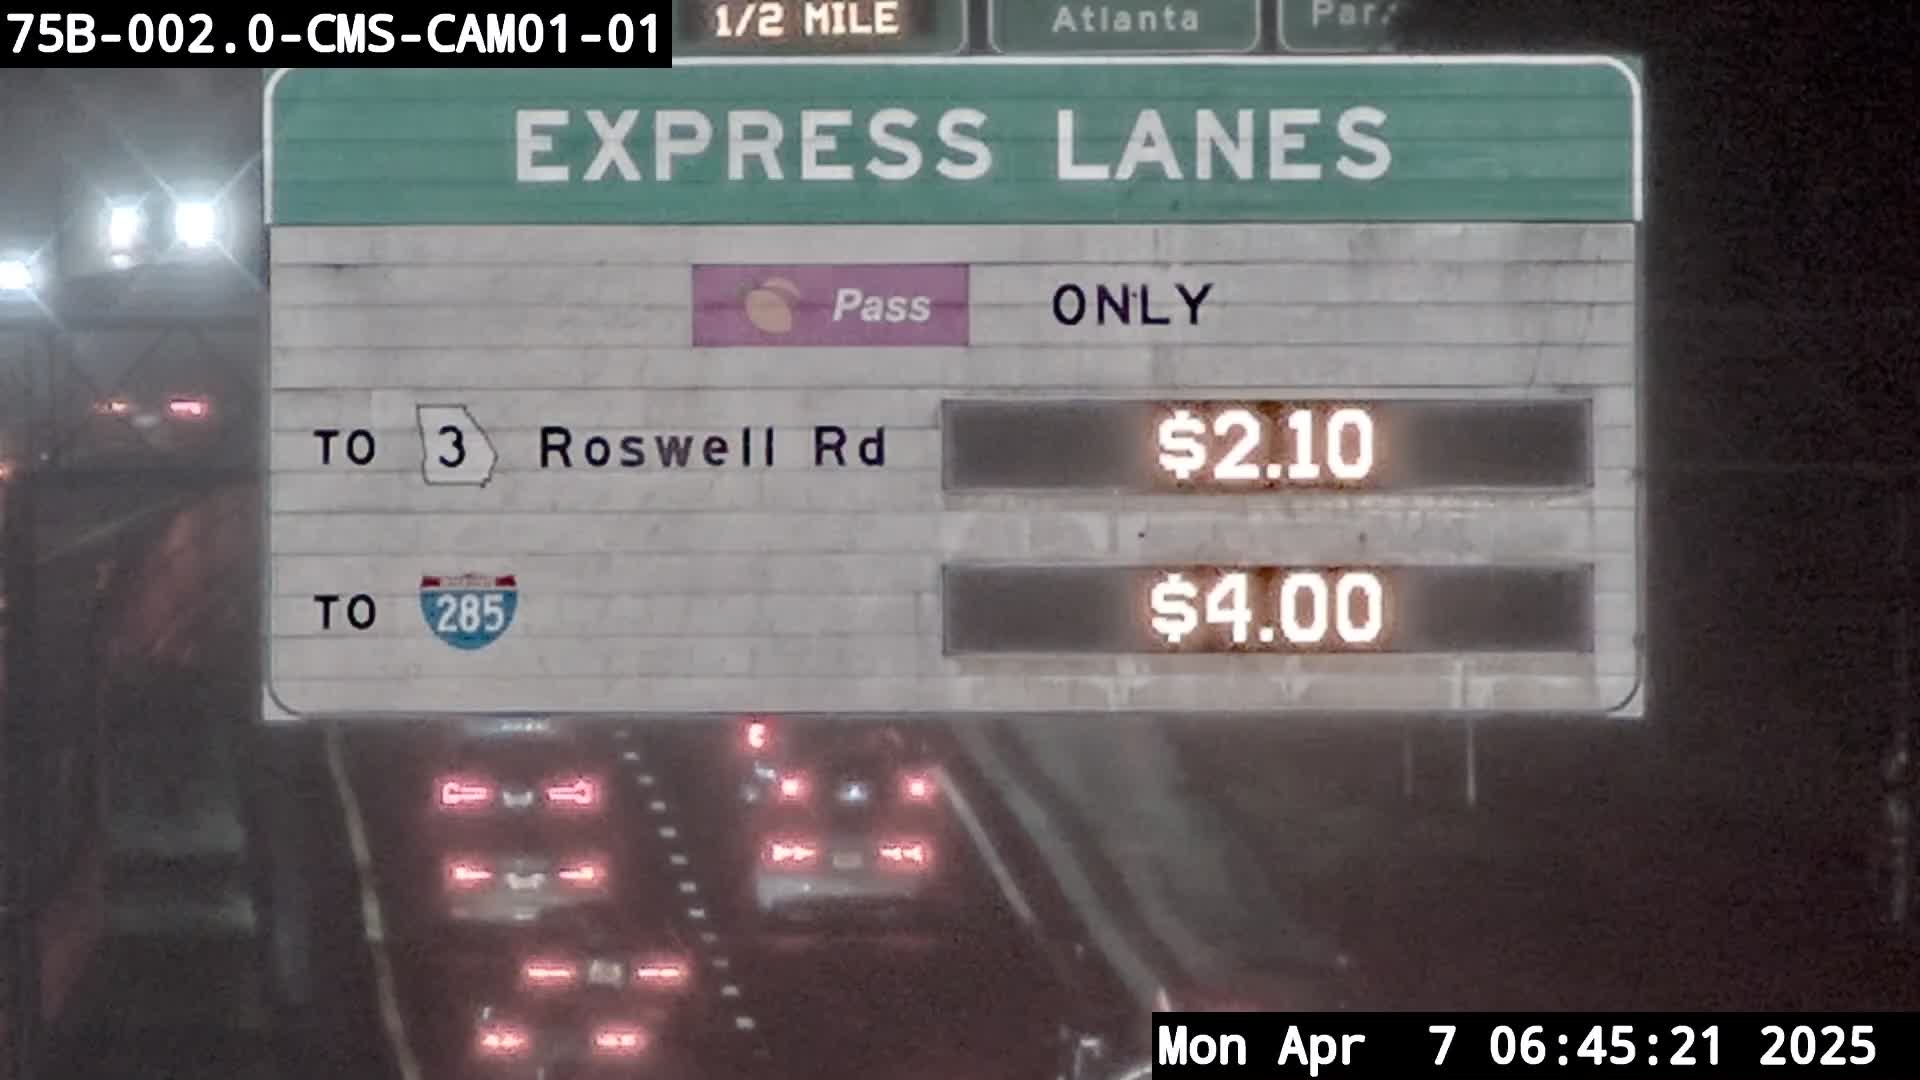 75B-002.0-CMS-CAM01-01
1/2 MILE
Atlanta
EXPRESS LANES
Pass ONLY
TO 3 Roswell Rd $2.10
TO 285 $4.00
Mon Apr 7 06:45:21 2025